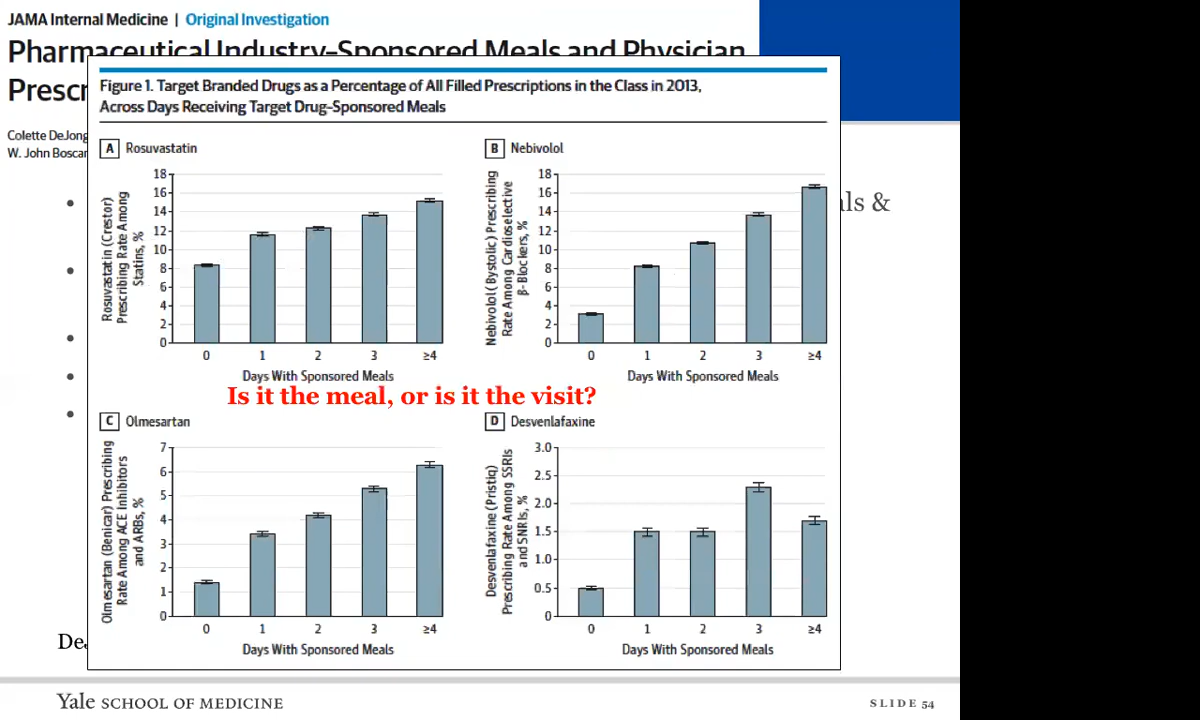 JAMA Internal Medicine | Original Investigation
Pharmaceutical Industry–Sponsored Meals and Physician
Colette DeJong
W. John
Figure 1. Target Branded Drugs as a Percentage of All Filled Prescriptions in the Class in 2013,
Across Days Receiving Target Drug–Sponsored Meals
A Rosuvastatin
Rosuvastatin (Crestor)
Prescribing Rate Among
Statins, %
18
16
14
12
10
8
6
4
2
0
0 1 2 3 ≥4
Days With Sponsored Meals
B Nebivolol
Nebivolol (Bystolic) Prescribing
Rate Among Cardioselective
β-Blockers, %
18
16
14
12
10
8
6
4
2
0
0 1 2 3 ≥4
Days With Sponsored Meals
&
Is it the meal, or is it the visit?
C Olmesartan
Olmesartan (Benicar) Prescribing
Rate Among ACE Inhibitors
and ARBs, %
7
6
5
4
3
2
1
0
0 1 2 3 ≥4
Days With Sponsored Meals
D Desvenlafaxine
Desvenlafaxine (Pristiq)
Prescribing Rate Among SSRIs
and SNRIs, %
3.0
2.5
2.0
1.5
1.0
0.5
0
0 1 2 3 ≥4
Days With Sponsored Meals
Yale SCHOOL OF MEDICINE
SLIDE 54